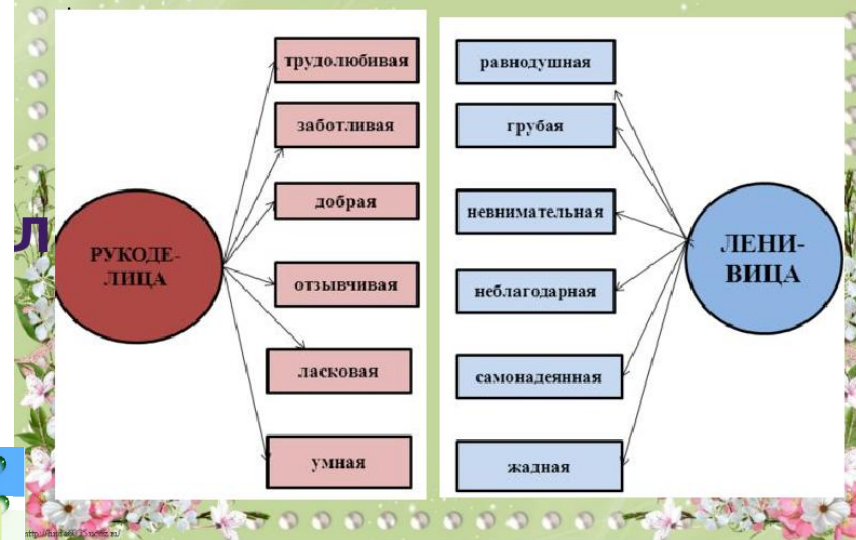 Л
РУКОДЕ-
ЛИЦА
трудолюбивая
заботливая
добрая
отзывчивая
ласковая
умная
равнодушная
грубая
невнимательная
неблагодарная
самонадеянная
жадная
ЛЕНИ-
ВИЦА